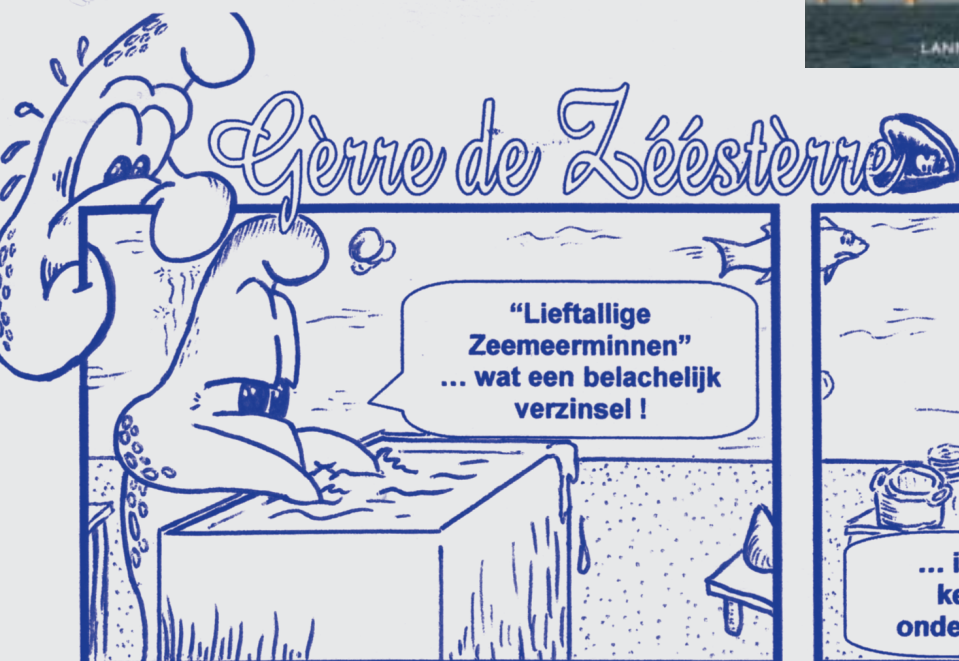 Gèrre de Zééstèrre
“Lieftallige
Zeemeerminnen”
... wat een belachelijk
verzinsel !